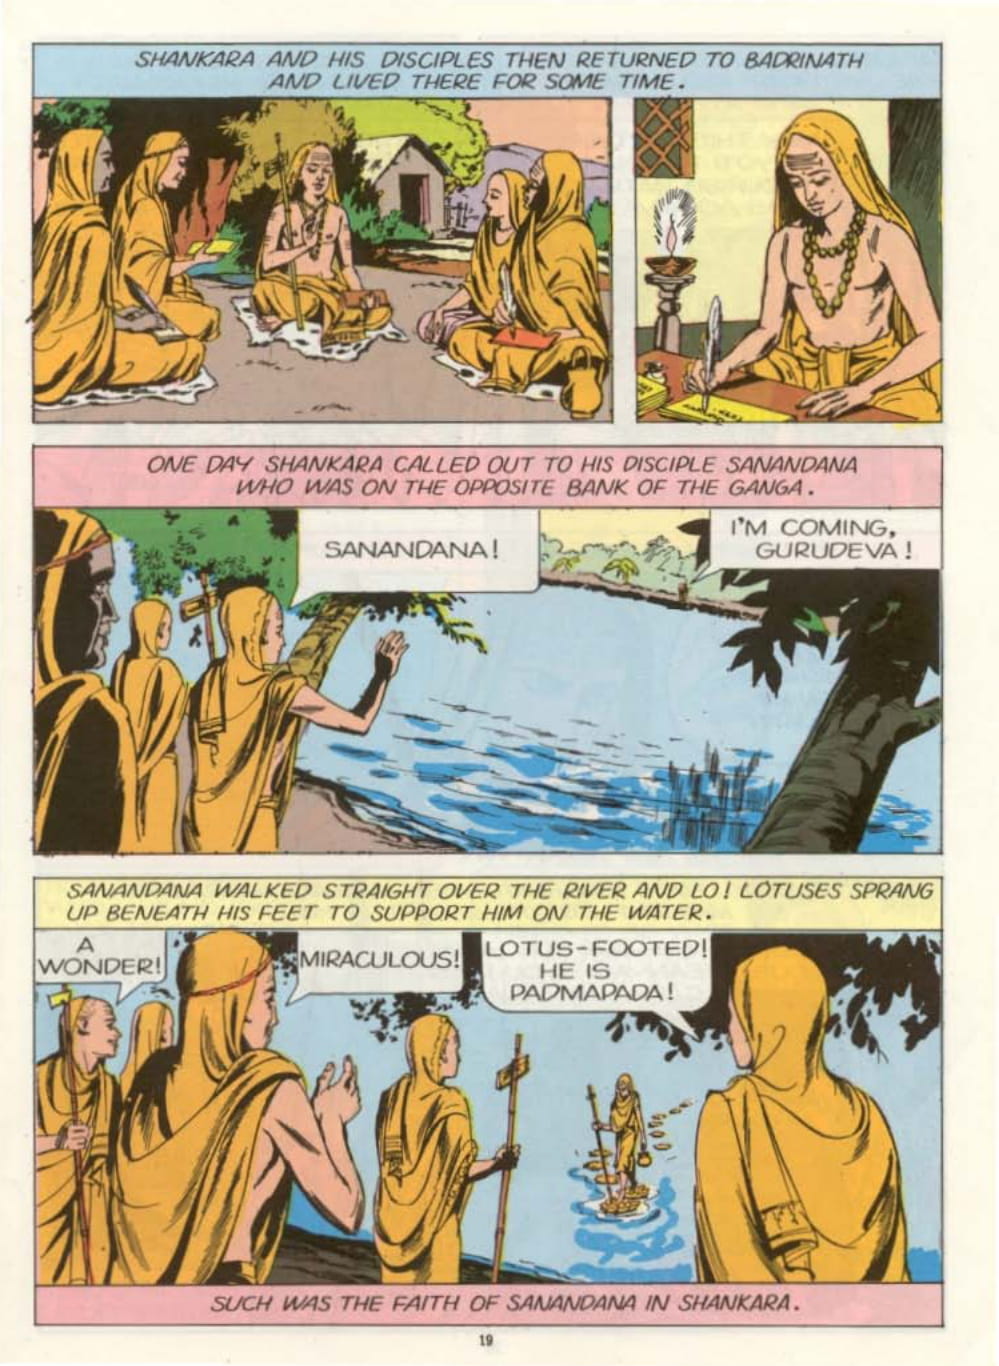 SHANKARA AND HIS DISCIPLES THEN RETURNED TO BADRINATH
AND LIVED THERE FOR SOME TIME.
ONE DAY SHANKARA CALLED OUT TO HIS DISCIPLE SANANDANA
WHO WAS ON THE OPPOSITE BANK OF THE GANGA.
SANANDANA!
I'M COMING,
GURUDEVA!
SANANDANA WALKED STRAIGHT OVER THE RIVER AND LO! LOTUSES SPRANG
UP BENEATH HIS FEET TO SUPPORT HIM ON THE WATER.
A
WONDER!
MIRACULOUS!
LOTUS-FOOTED!
HE IS
PADMAPADA!
SUCH WAS THE FAITH OF SANANDANA IN SHANKARA.
19